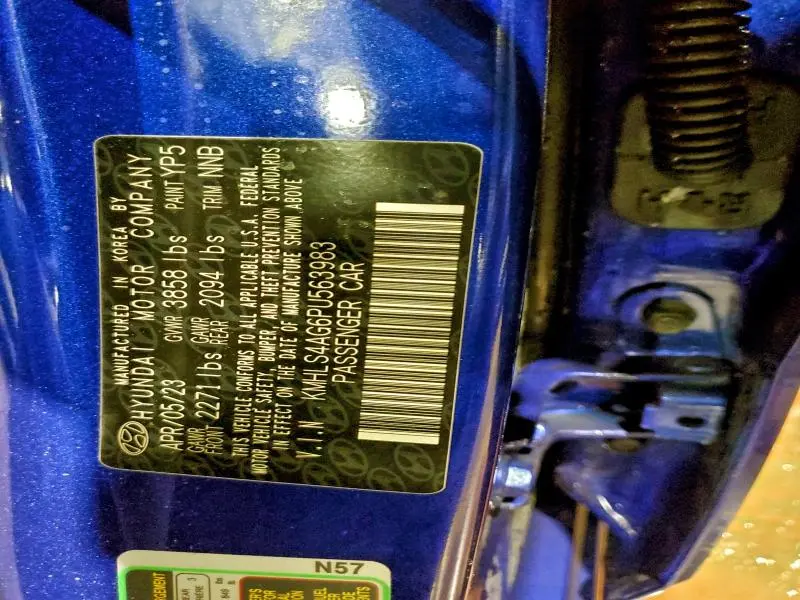 MANUFACTURED IN KOREA BY
HYUNDAI MOTOR COMPANY
APR/05/23 GVWR 3858 lbs PAINT YP5
GAWR FRONT 2271 lbs GAWR REAR 2094 lbs TRIM NNB
THIS VEHICLE CONFORMS TO ALL APPLICABLE U.S.A. FEDERAL
MOTOR VEHICLE SAFETY, BUMPER, AND THEFT PREVENTION STANDARDS
IN EFFECT ON THE DATE OF MANUFACTURE SHOWN ABOVE
V.I.N KMHLS4AG6PU563983
PASSENGER CAR
N57